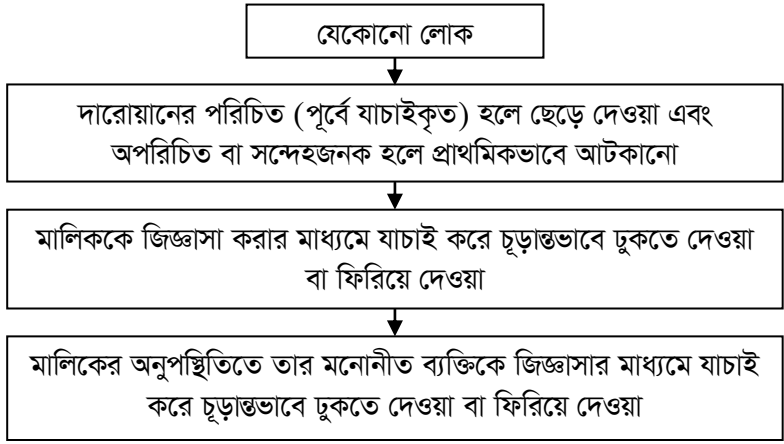 যেকোনো লোক
দারোয়ানের পরিচিত (পূর্বে যাচাইকৃত) হলে ছেড়ে দেওয়া এবং
অপরিচিত বা সন্দেহজনক হলে প্রাথমিকভাবে আটকানো
মালিককে জিজ্ঞাসা করার মাধ্যমে যাচাই করে চূড়ান্তভাবে ঢুকতে দেওয়া
বা ফিরিয়ে দেওয়া
মালিকের অনুপস্থিতিতে তার মনোনীত ব্যক্তিকে জিজ্ঞাসার মাধ্যমে যাচাই
করে চূড়ান্তভাবে ঢুকতে দেওয়া বা ফিরিয়ে দেওয়া